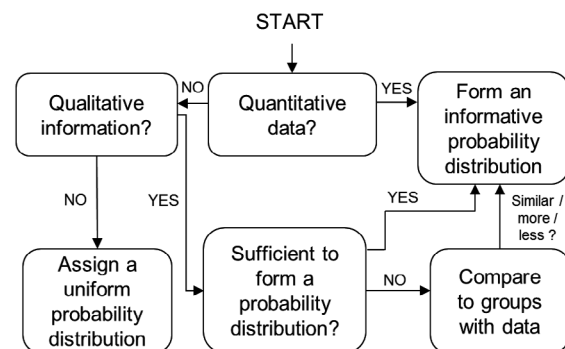 START
Qualitative
information?
NO
Quantitative
data?
YES
Form an
informative
probability
distribution
NO
YES
YES
Similar /
more /
less ?
Assign a
uniform
probability
distribution
Sufficient to
form a
probability
distribution?
NO
Compare
to groups
with data